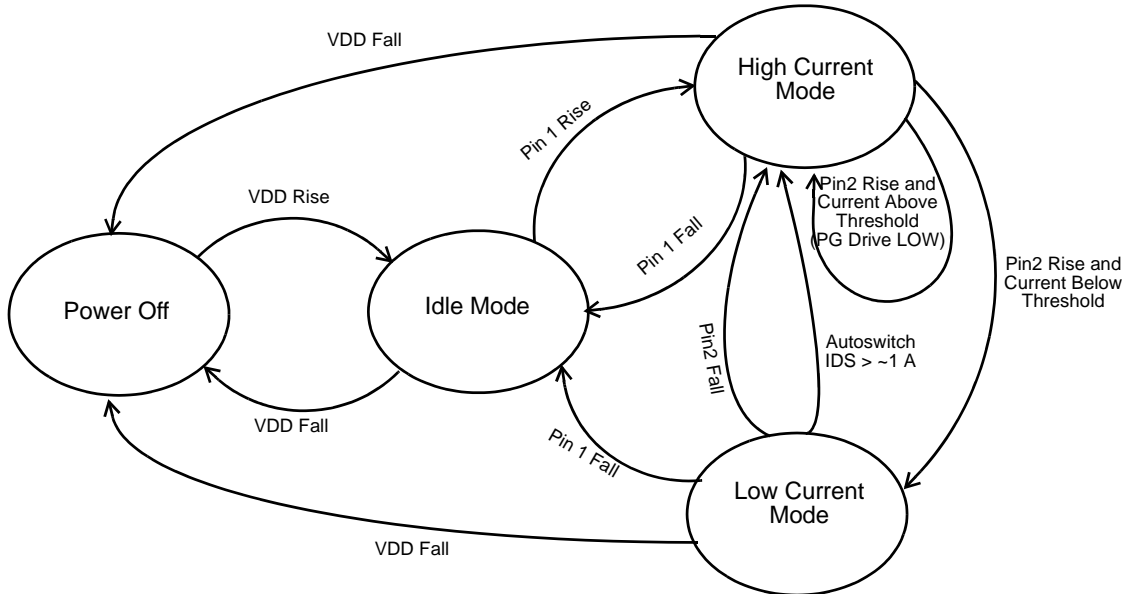 VDD Fall
High Current
Mode
Pin 1 Rise
VDD Rise
Pin2 Rise and
Current Above
Threshold
(PG Drive LOW)
Pin 1 Fall
Pin2 Rise and
Current Below
Threshold
Power Off
Idle Mode
Pin2 Fall
Autoswitch
IDS > ~1 A
VDD Fall
Pin 1 Fall
Low Current
Mode
VDD Fall